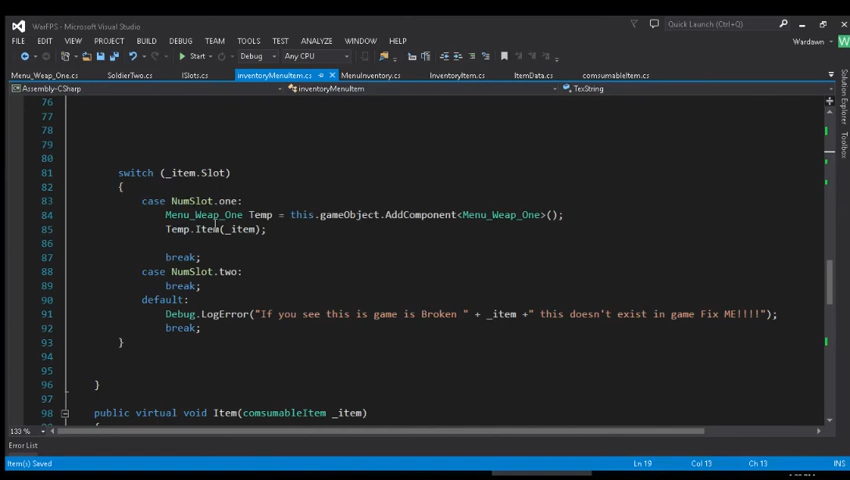 WarFPS - Microsoft Visual Studio
Quick Launch (Ctrl+Q)
FILE EDIT VIEW PROJECT BUILD DEBUG TEAM TOOLS TEST ANALYZE WINDOW HELP
Wardawn
Start Debug Any CPU
Menu_Weap_One.cs SoldierTwo.cs ISlots.cs inventoryMenuItem.cs MenuInventory.cs InventoryItem.cs ItemData.cs comsumableItem.cs
Assembly-CSharp inventoryMenuItem TexString
Solution Explorer
Toolbox
76
77
78
79
80
81 switch (_item.Slot)
82 {
83 case NumSlot.one:
84 Menu_Weap_One Temp = this.gameObject.AddComponent<Menu_Weap_One>();
85 Temp.Item(_item);
86
87 break;
88 case NumSlot.two:
89 break;
90 default:
91 Debug.LogError("If you see this is game is Broken " + _item +" this doesn't exist in game Fix ME!!!!");
92 break;
93 }
94
95
96 }
97
98 public virtual void Item(comsumableItem _item)
133 %
Error List
Item(s) Saved Ln 19 Col 13 Ch 13 INS